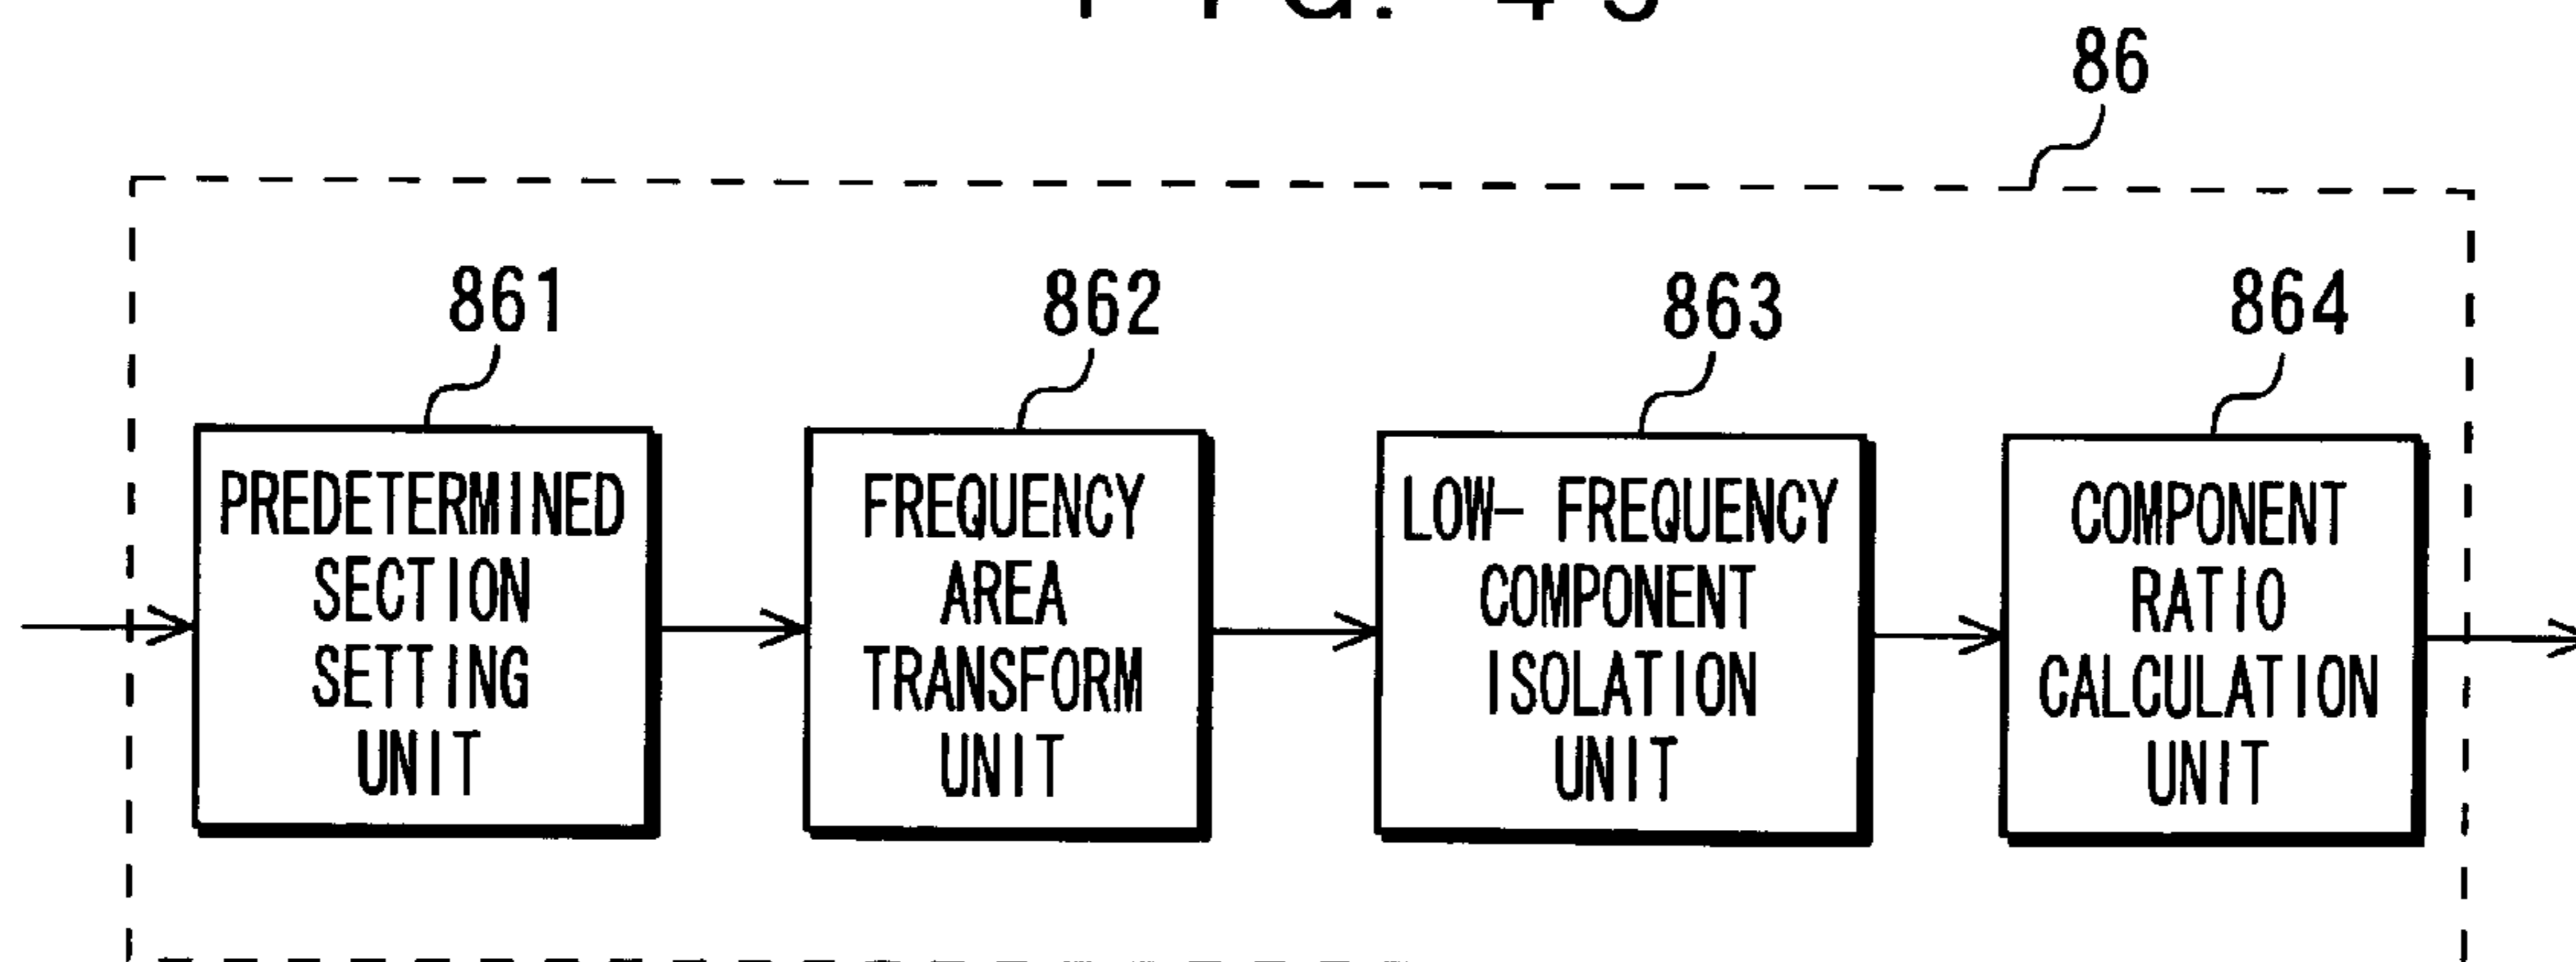 86
861
862
863
864
PREDETERMINED
SECTION
SETTING
UNIT
FREQUENCY
AREA
TRANSFORM
UNIT
LOW- FREQUENCY
COMPONENT
ISOLATION
UNIT
COMPONENT
RATIO
CALCULATION
UNIT